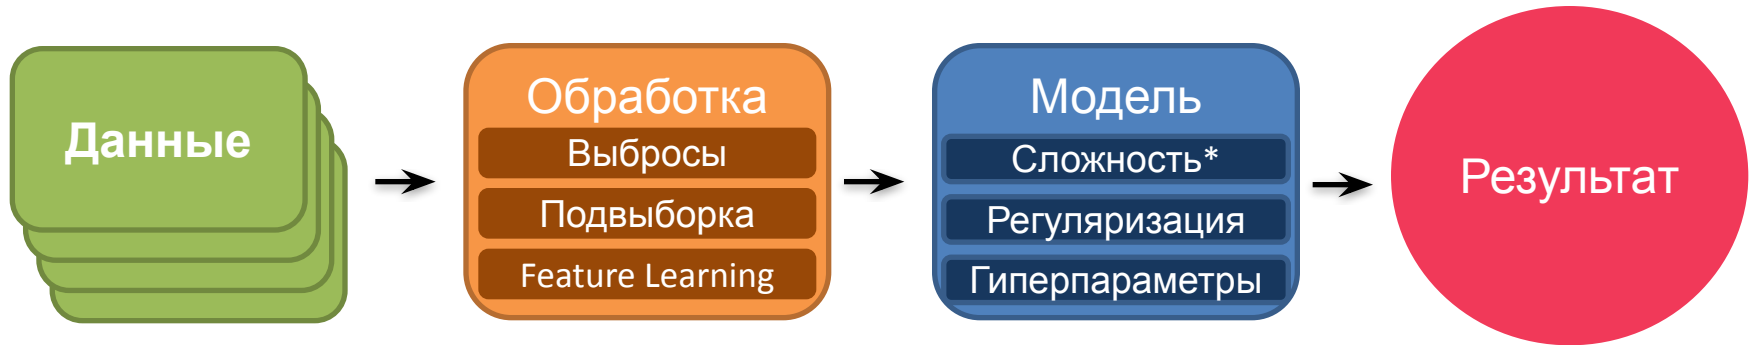 Данные
Обработка
Выбросы
Подвыборка
Feature Learning
Модель
Сложность*
Регуляризация
Гиперпараметры
Результат